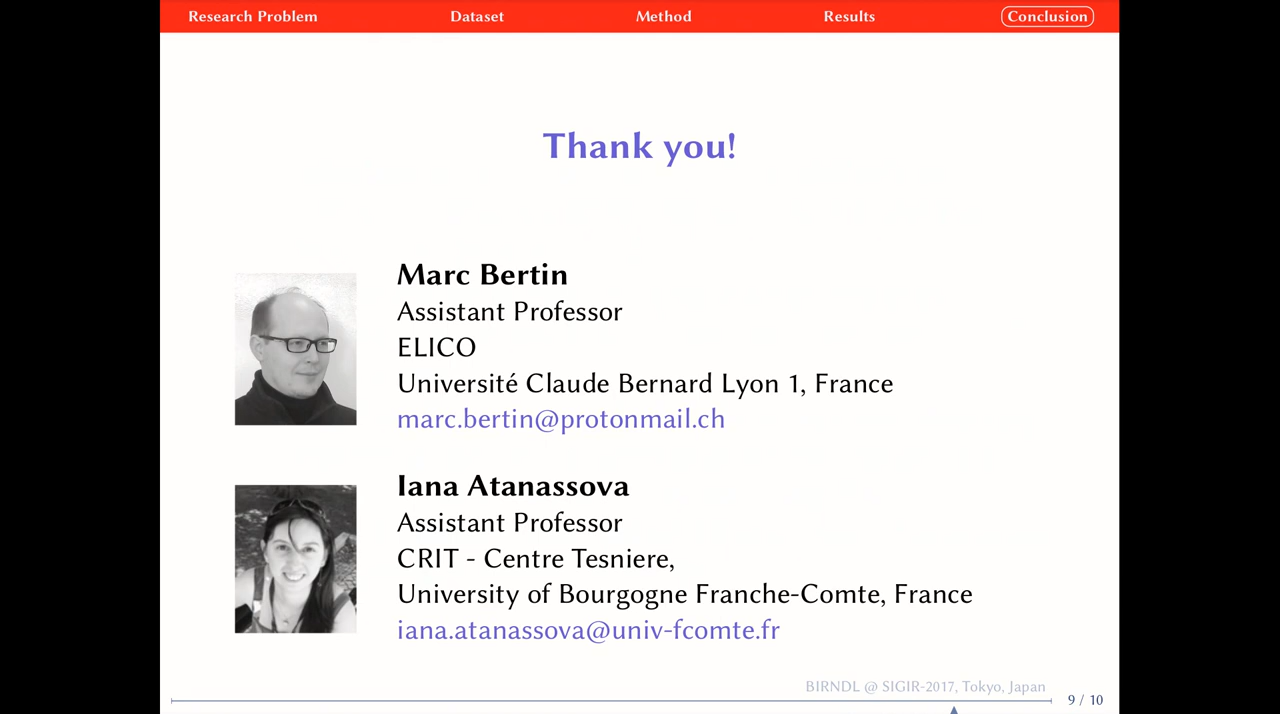 Research Problem Dataset Method Results Conclusion
Thank you!
Marc Bertin
Assistant Professor
ELICO
Université Claude Bernard Lyon 1, France
marc.bertin@protonmail.ch
Iana Atanassova
Assistant Professor
CRIT - Centre Tesniere,
University of Bourgogne Franche-Comte, France
iana.atanassova@univ-fcomte.fr
BIRNDL @ SIGIR-2017, Tokyo, Japan
9 / 10